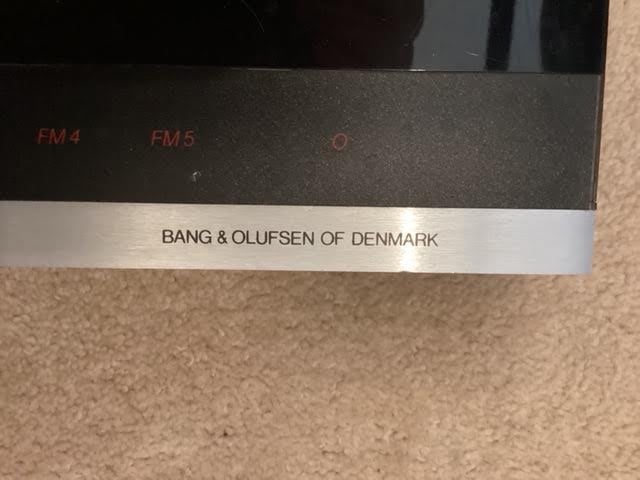 FM 4 FM 5 O
BANG & OLUFSEN OF DENMARK